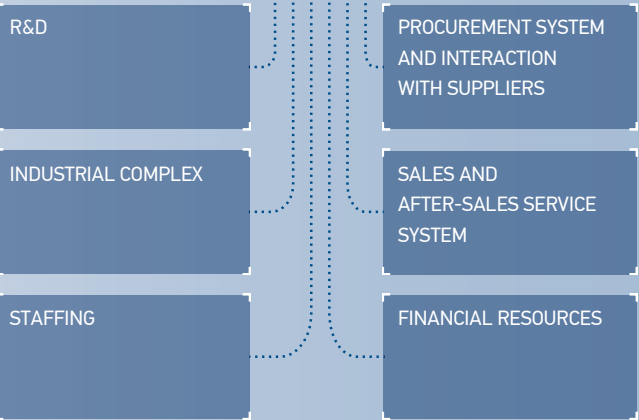 R&D
PROCUREMENT SYSTEM
AND INTERACTION
WITH SUPPLIERS
INDUSTRIAL COMPLEX
SALES AND
AFTER-SALES SERVICE
SYSTEM
STAFFING
FINANCIAL RESOURCES